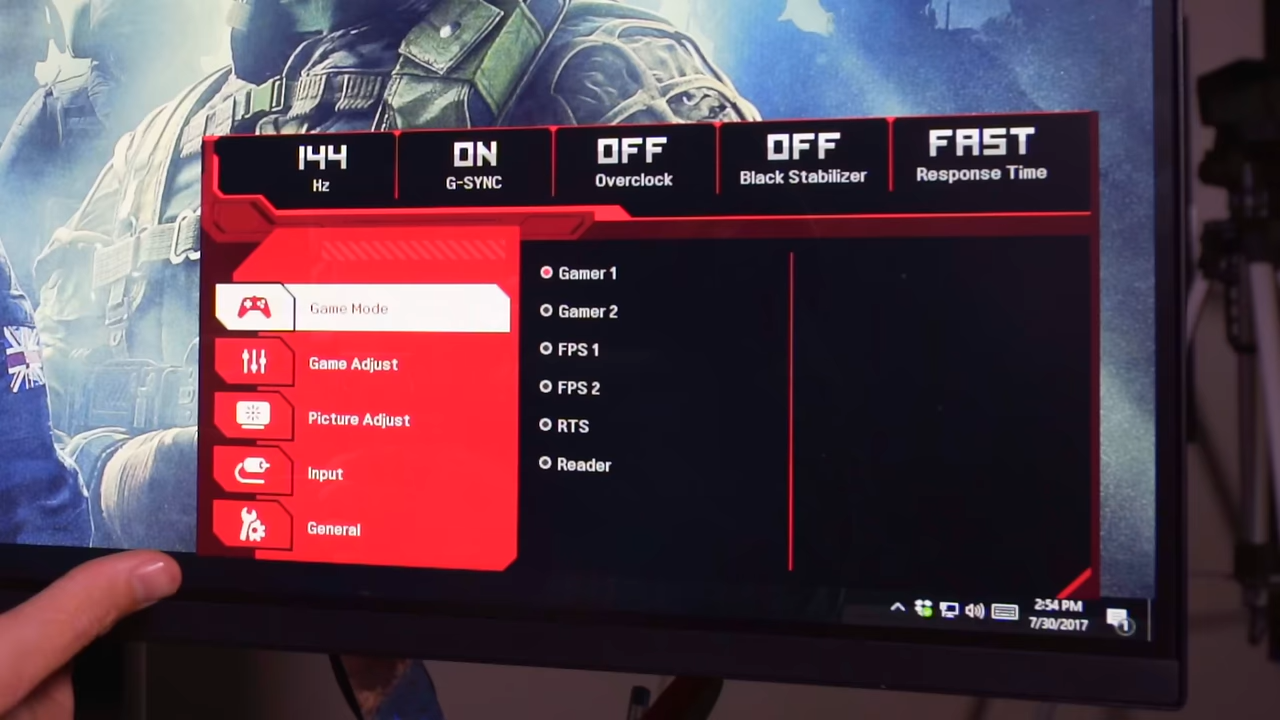 144 ON OFF OFF FAST
Hz G-SYNC Overclock Black Stabilizer Response Time
Game Mode
Game Adjust
Picture Adjust
Input
General
Gamer 1
Gamer 2
FPS 1
FPS 2
RTS
Reader
2:54 PM
7/30/2017
1